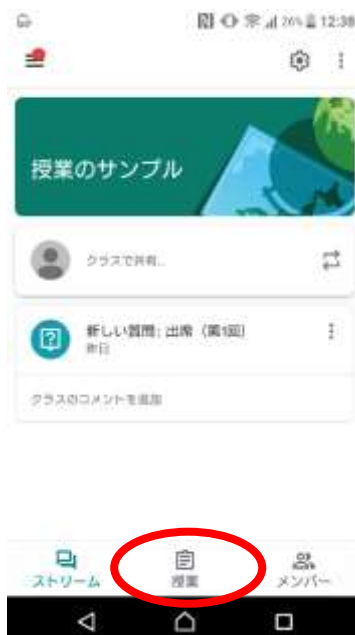 26% 12:38
授業のサンプル
クラスで共有...
新しい質問: 出席（第1回）
昨日
クラスのコメントを追加
ストリーム 授業 メンバー